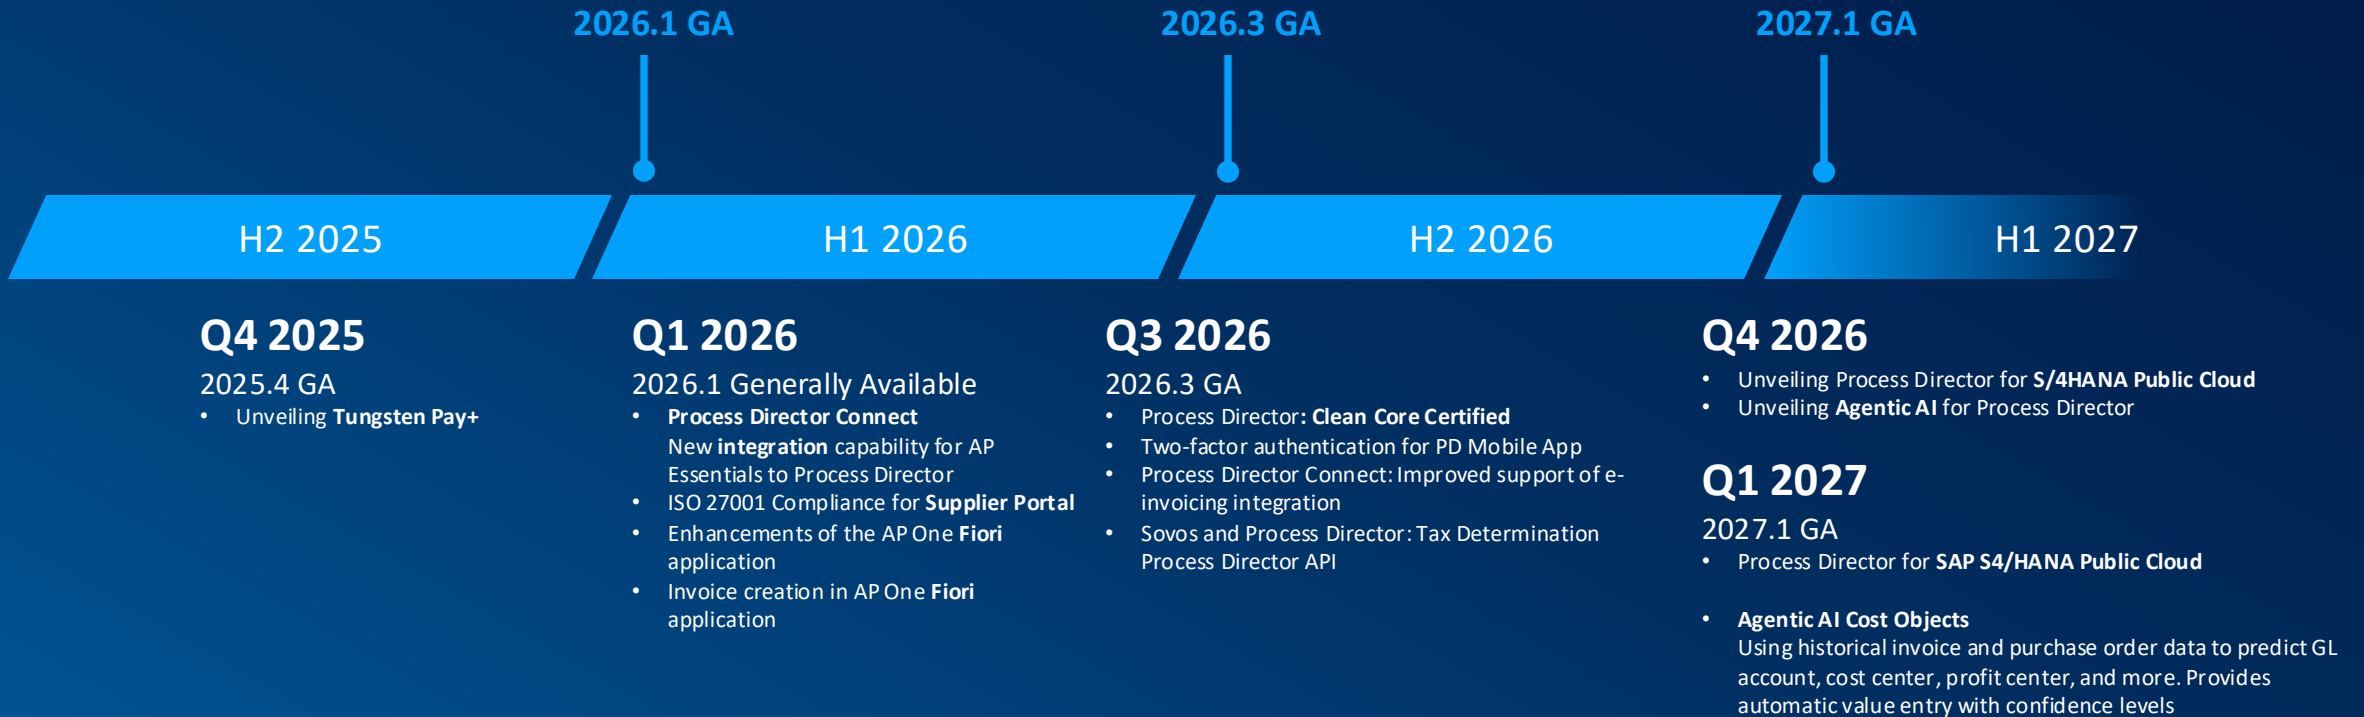 2026.1 GA
2026.3 GA
2027.1 GA
H2 2025
H1 2026
H2 2026
H1 2027
Q4 2025
2025.4 GA
• Unveiling Tungsten Pay+
Q1 2026
2026.1 Generally Available
• Process Director Connect
New integration capability for AP
Essentials to Process Director
• ISO 27001 Compliance for Supplier Portal
• Enhancements of the AP One Fiori
application
• Invoice creation in AP One Fiori
application
Q3 2026
2026.3 GA
• Process Director: Clean Core Certified
• Two-factor authentication for PD Mobile App
• Process Director Connect: Improved support of e-
invoicing integration
• Sovos and Process Director: Tax Determination
Process Director API
Q4 2026
• Unveiling Process Director for S/4HANA Public Cloud
• Unveiling Agentic AI for Process Director
Q1 2027
2027.1 GA
• Process Director for SAP S4/HANA Public Cloud
• Agentic AI Cost Objects
Using historical invoice and purchase order data to predict GL
account, cost center, profit center, and more. Provides
automatic value entry with confidence levels